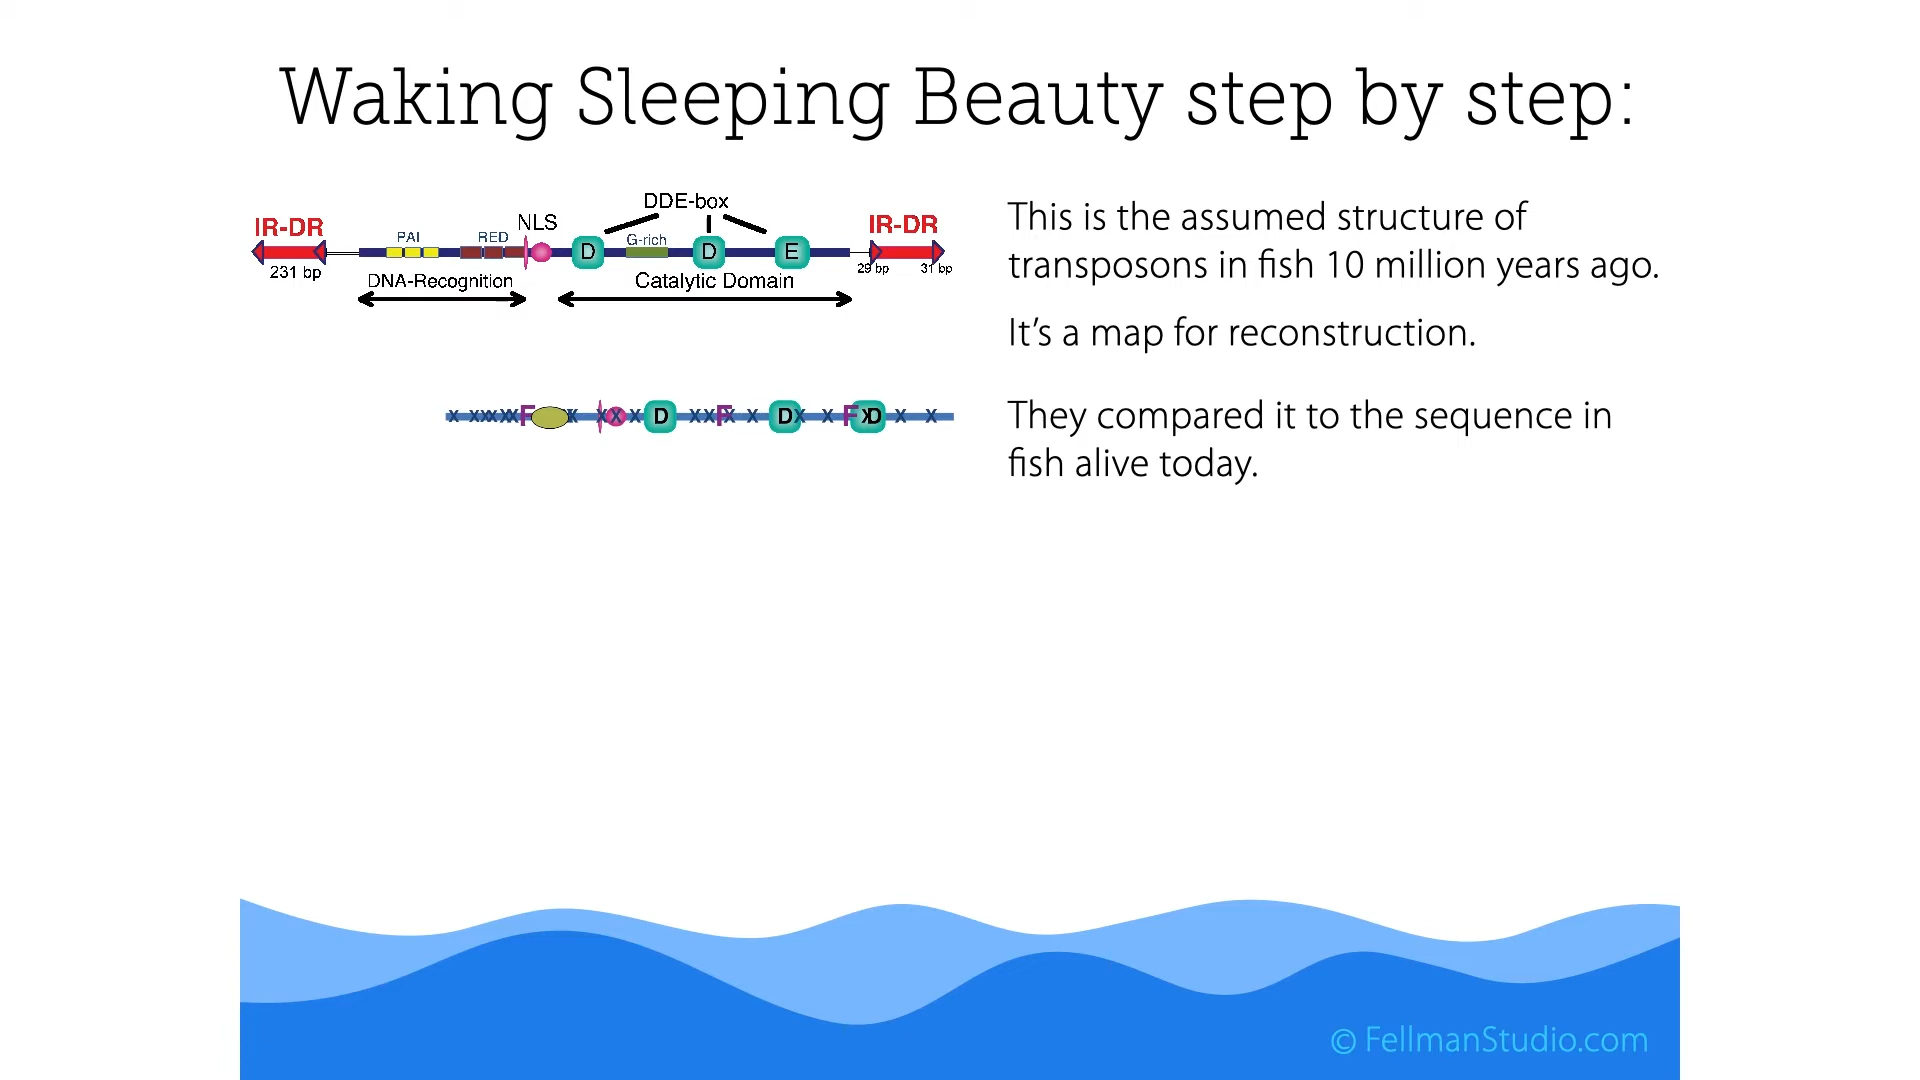 Waking Sleeping Beauty step by step:
DDE-box
NLS
IR-DR
IR-DR
PAI
RED
D
G-rich
D
E
231 bp
DNA-Recognition
Catalytic Domain
29 bp
31 bp
This is the assumed structure of
transposons in fish 10 million years ago.
It’s a map for reconstruction.
x xxxxxF x xx x D x x F x x D x x F x D x x
They compared it to the sequence in
fish alive today.
© FellmanStudio.com